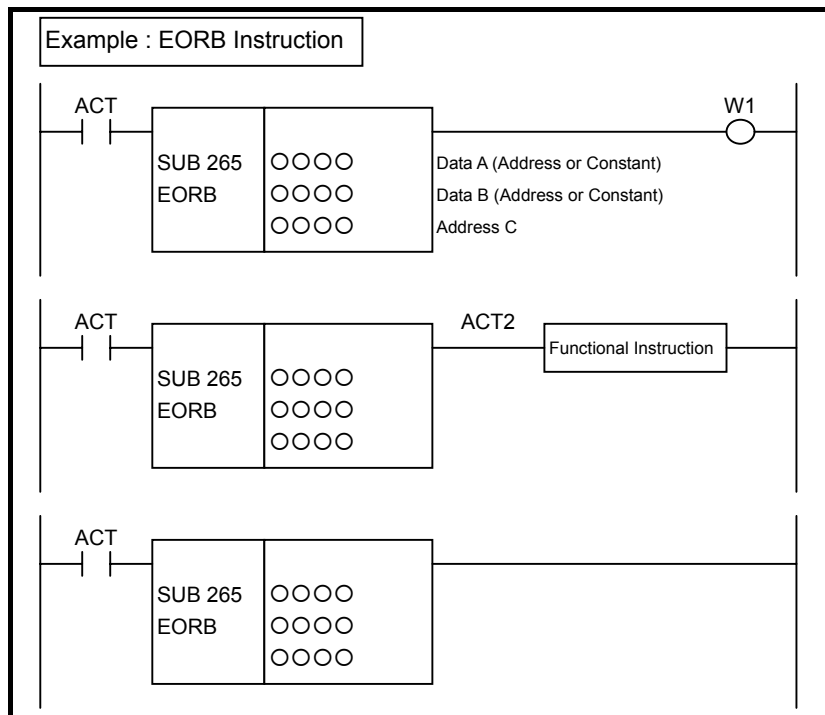 Example : EORB Instruction
ACT
W1
SUB 265 ○○○○ Data A (Address or Constant)
EORB ○○○○ Data B (Address or Constant)
○○○○ Address C
ACT
ACT2
Functional Instruction
SUB 265 ○○○○
EORB ○○○○
○○○○
ACT
SUB 265 ○○○○
EORB ○○○○
○○○○